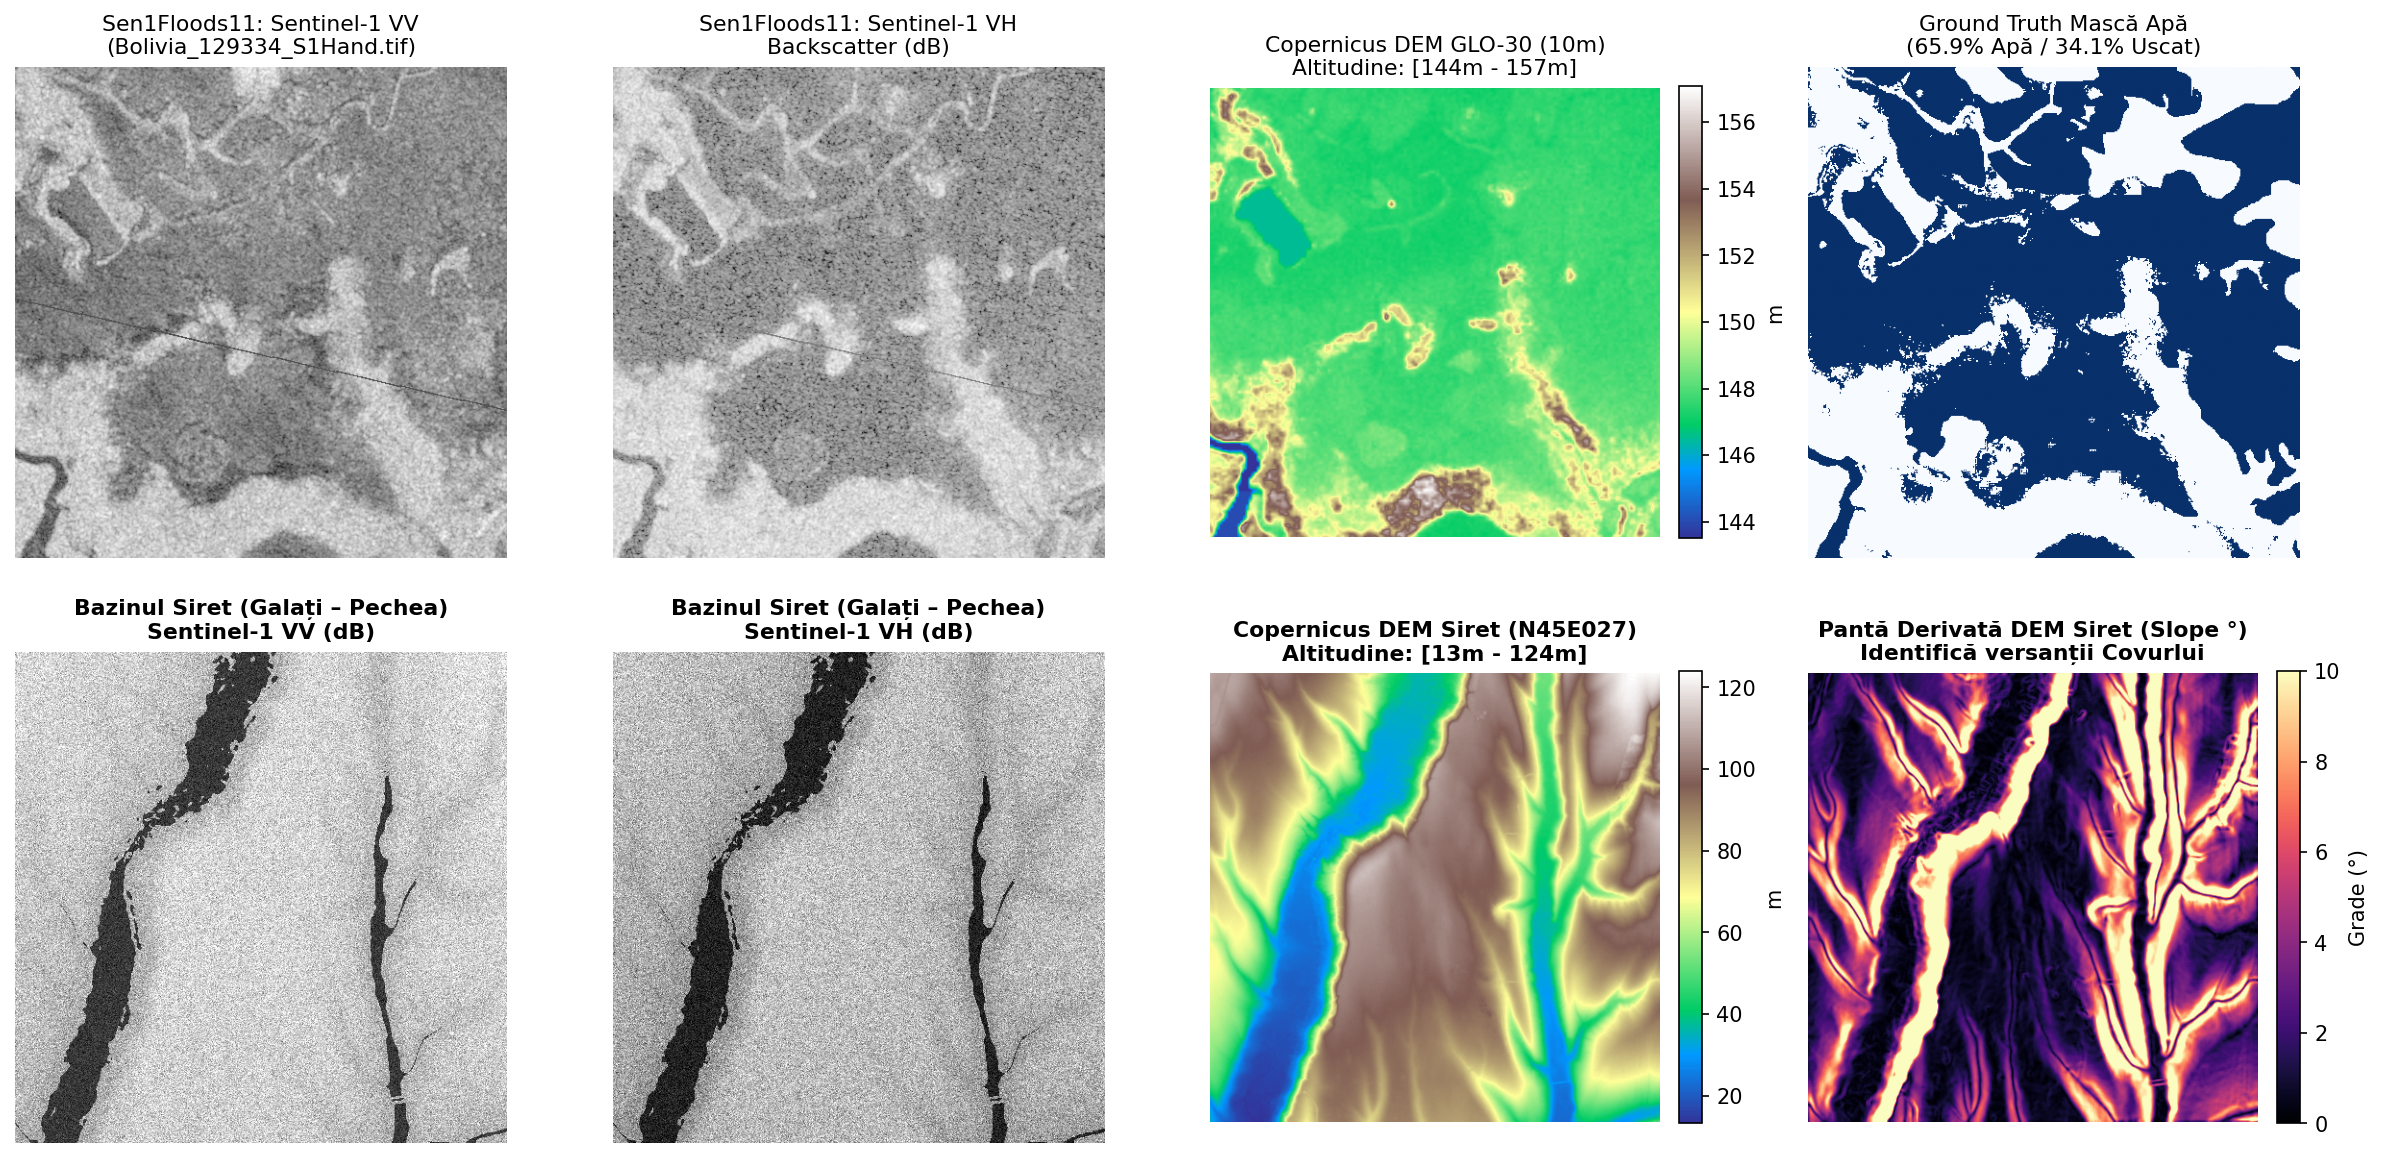 Sen1Floods11: Sentinel-1 VV
(Bolivia_129334_S1Hand.tif)
Sen1Floods11: Sentinel-1 VH
Backscatter (dB)
Copernicus DEM GLO-30 (10m)
Altitudine: [144m - 157m]
156
154
152
150
148
146
144
m
Ground Truth Mască Apă
(65.9% Apă / 34.1% Uscat)
Bazinul Siret (Galați – Pechea)
Sentinel-1 VV (dB)
Bazinul Siret (Galați – Pechea)
Sentinel-1 VH (dB)
Copernicus DEM Siret (N45E027)
Altitudine: [13m - 124m]
120
100
80
60
40
20
m
Pantă Derivată DEM Siret (Slope °)
Identifică versanții Covurlui
10
8
6
4
2
0
Grade (°)